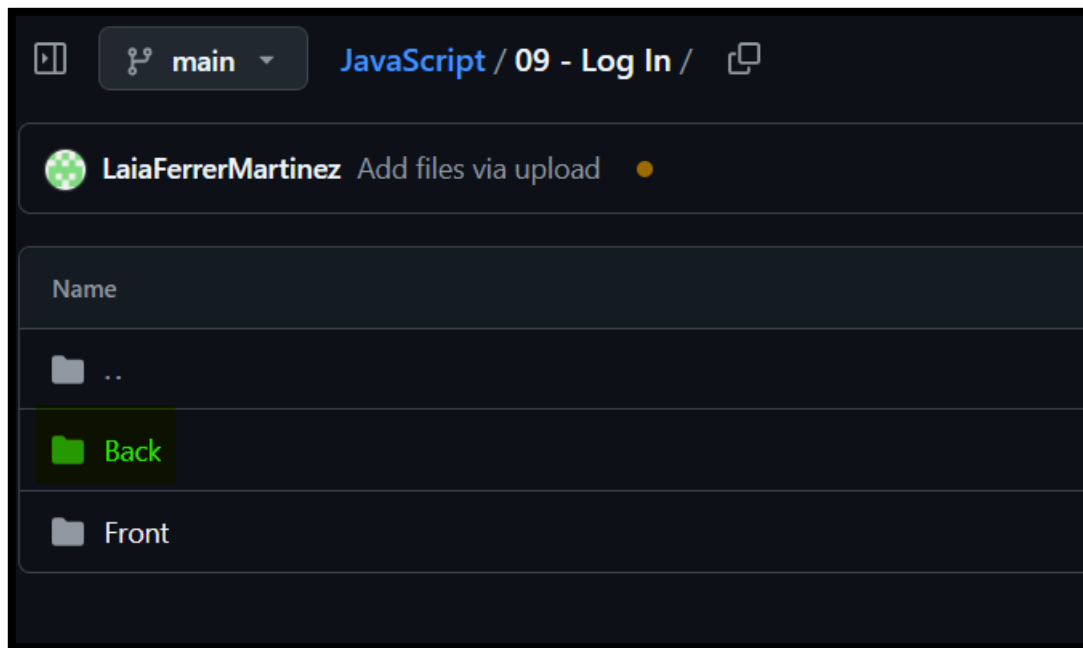 main JavaScript / 09 - Log In /
LaiaFerrerMartinez Add files via upload
Name
..
Back
Front